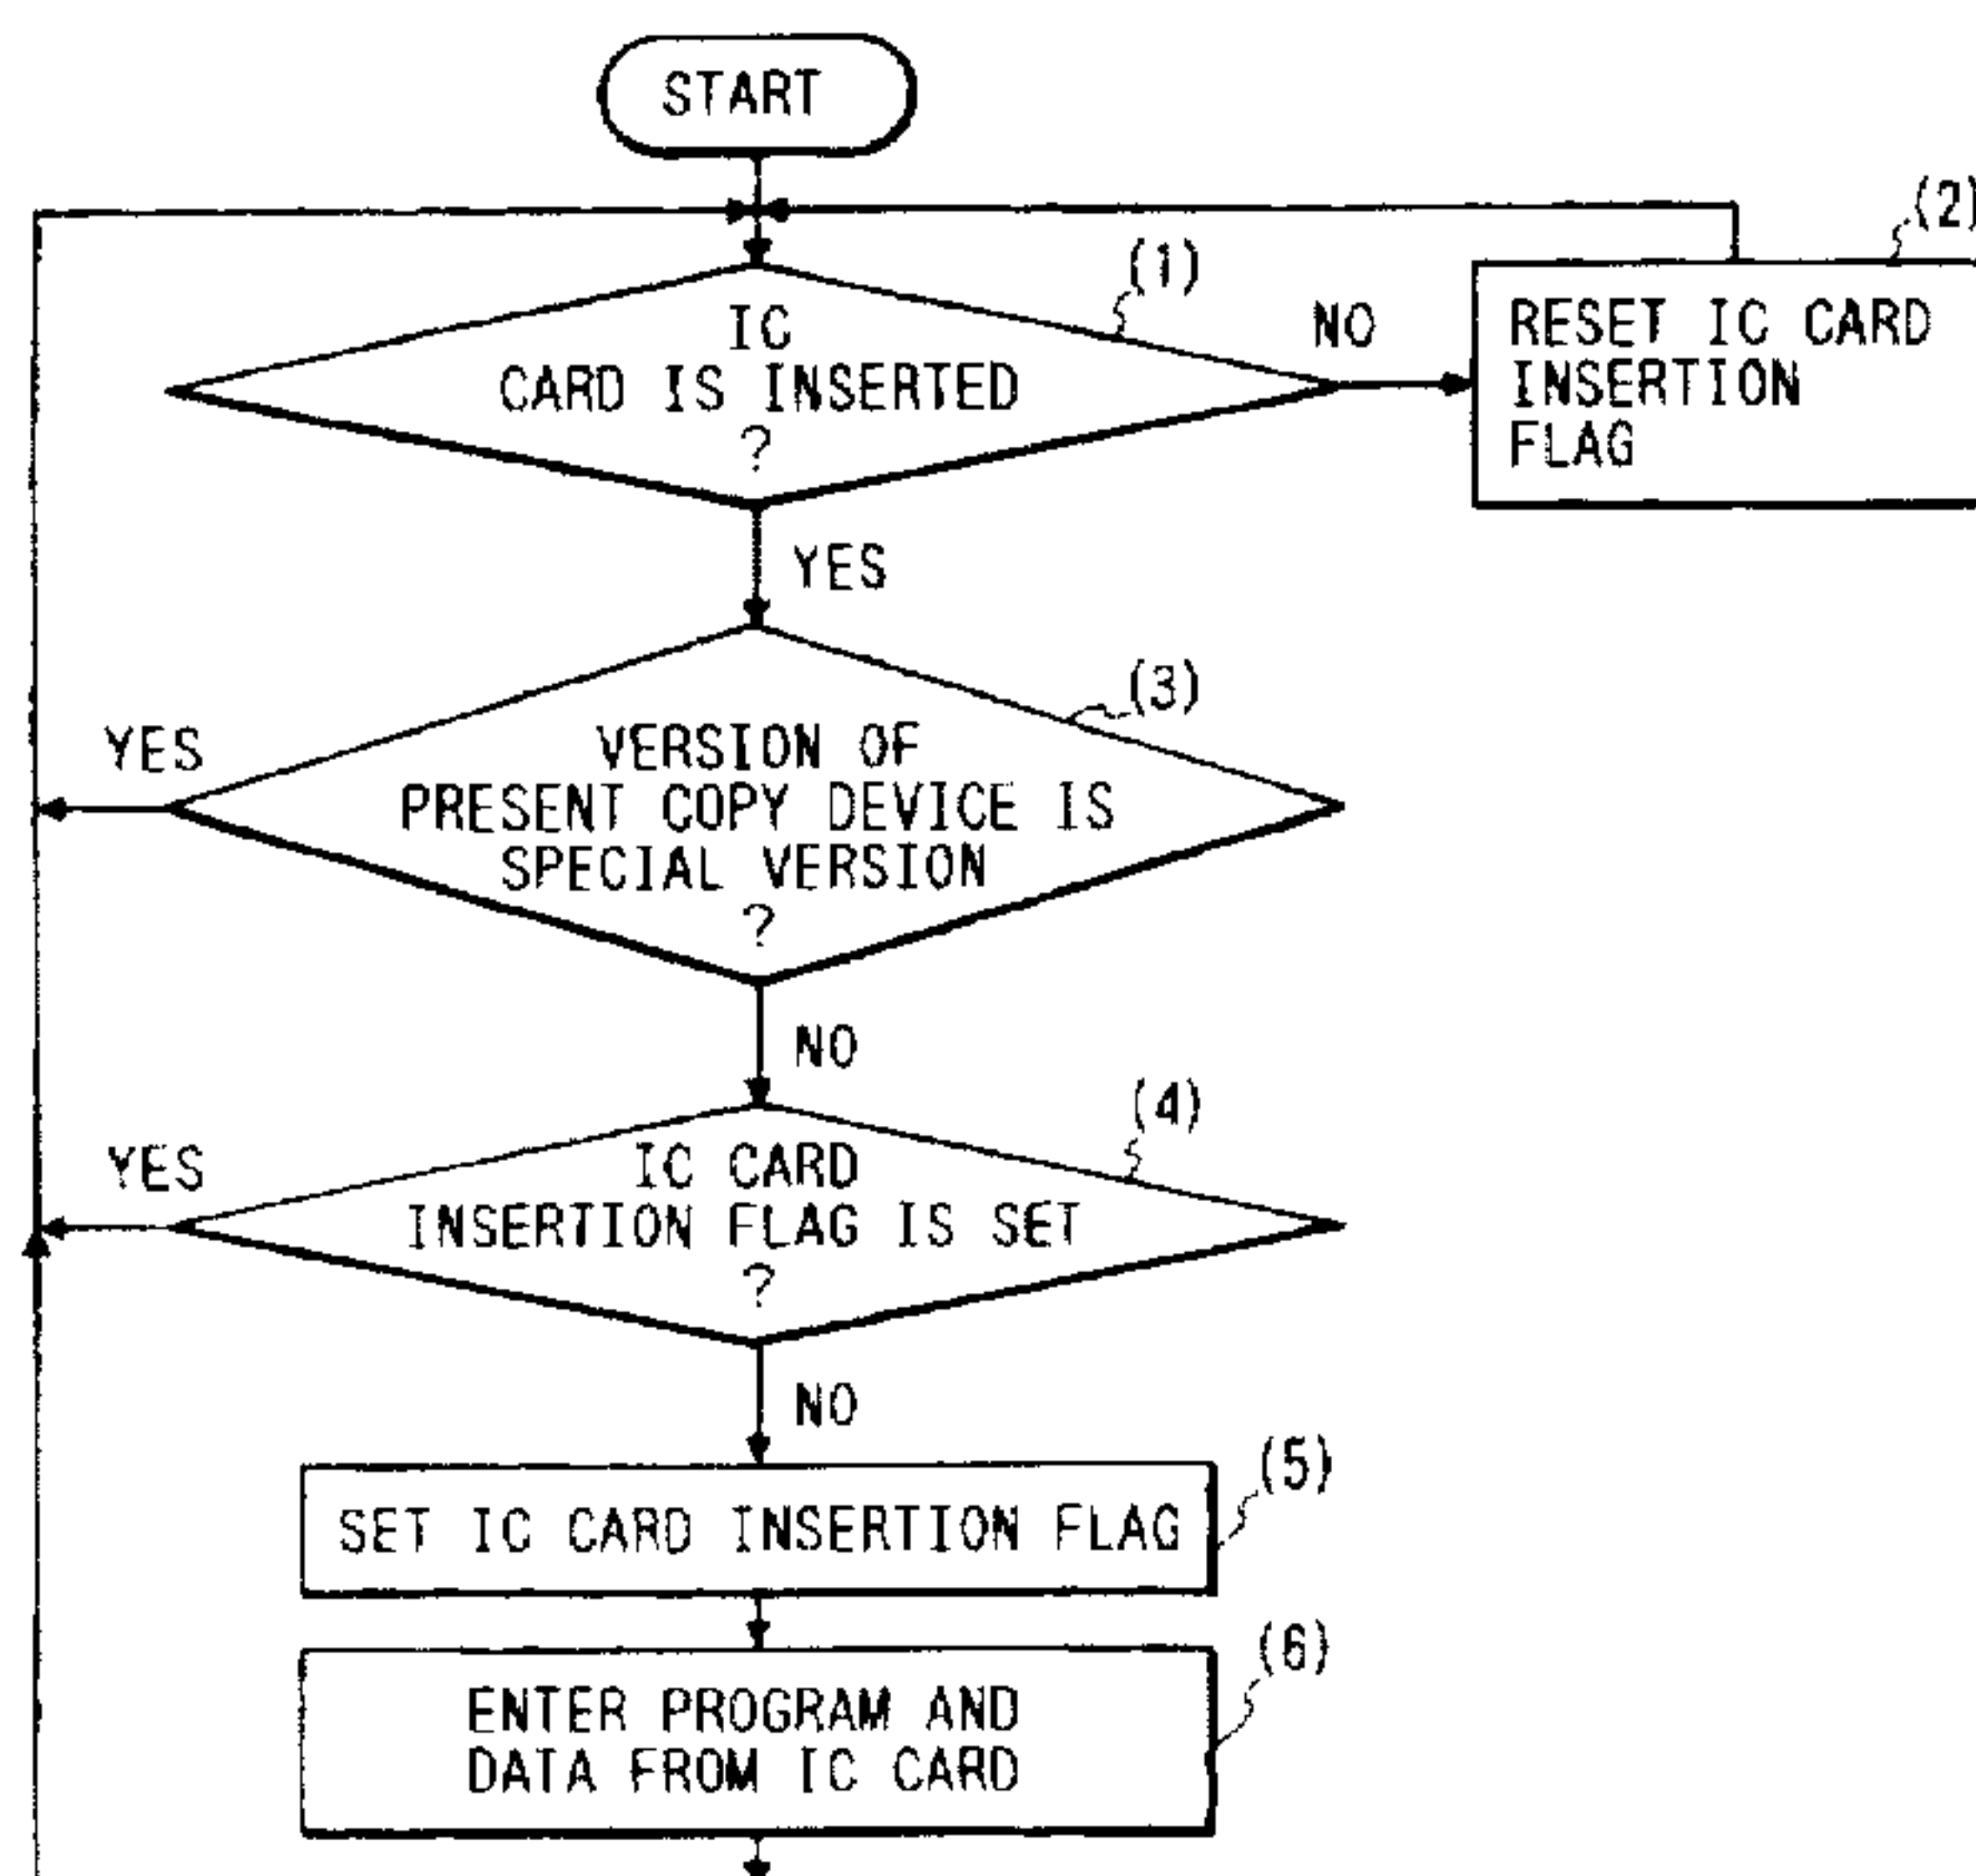 START
(2)
(1)
IC
CARD IS INSERTED
?
NO
RESET IC CARD
INSERTION
FLAG
YES
(3)
YES
VERSION OF
PRESENT COPY DEVICE IS
SPECIAL VERSION
?
NO
(4)
YES
IC CARD
INSERTION FLAG IS SET
?
NO
(5)
SET IC CARD INSERTION FLAG
(6)
ENTER PROGRAM AND
DATA FROM IC CARD